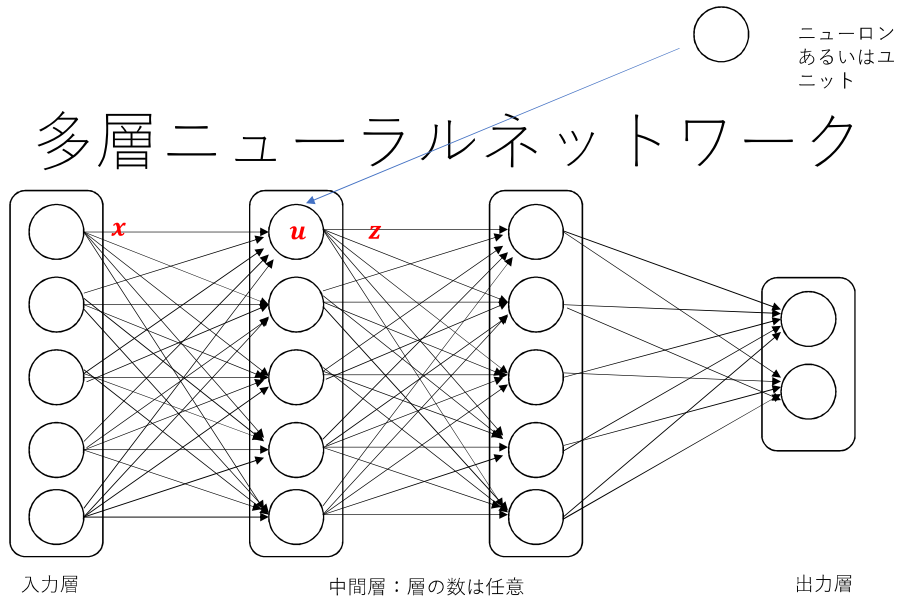 ニューロン
あるいはユ
ニット
多層ニューラルネットワーク
x
u
z
入力層
中間層：層の数は任意
出力層